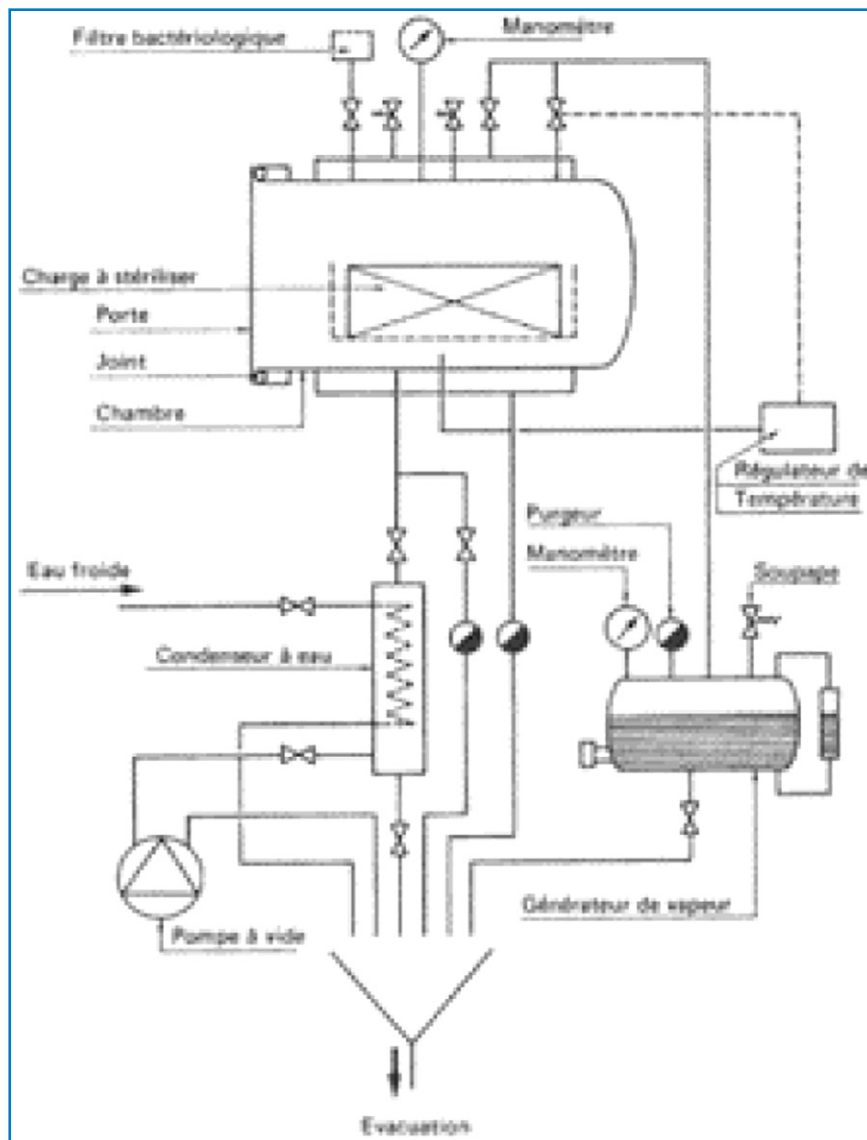 Filtre bactériologique
Manomètre
Charge à stériliser
Porte
Joint
Chambre
Régulateur de
Température
Purgeur
Manomètre
Soupape
Eau froide
Condenseur à eau
Générateur de vapeur
Pompe à vide
Evacuation